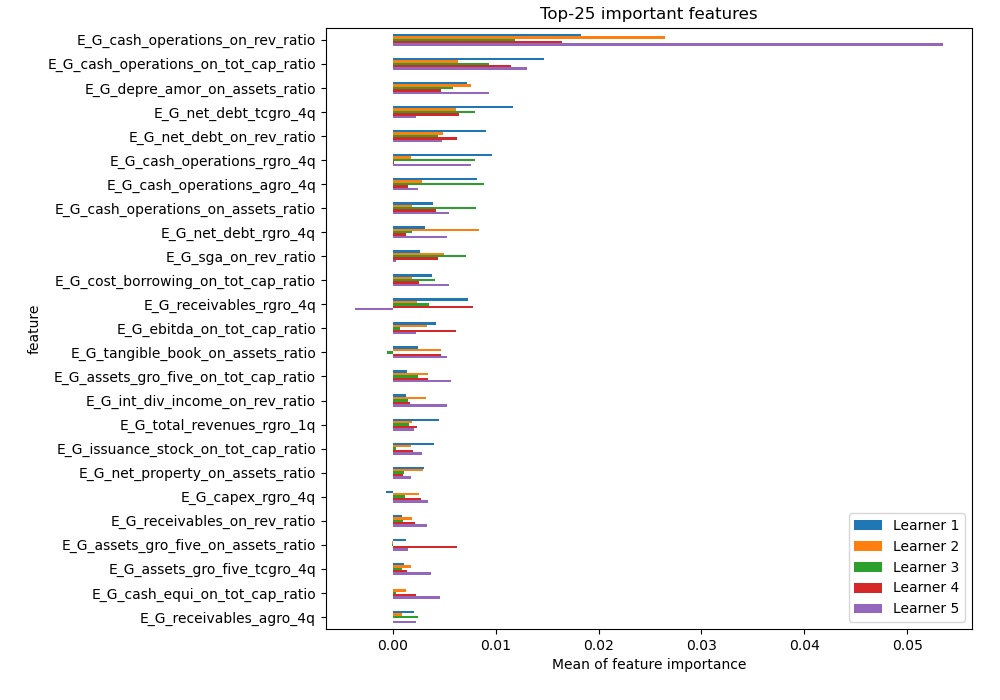 Top-25 important features
E_G_cash_operations_on_rev_ratio
E_G_cash_operations_on_tot_cap_ratio
E_G_depre_amor_on_assets_ratio
E_G_net_debt_tcgro_4q
E_G_net_debt_on_rev_ratio
E_G_cash_operations_rgro_4q
E_G_cash_operations_agro_4q
E_G_cash_operations_on_assets_ratio
E_G_net_debt_rgro_4q
E_G_sga_on_rev_ratio
E_G_cost_borrowing_on_tot_cap_ratio
E_G_receivables_rgro_4q
E_G_ebitda_on_tot_cap_ratio
E_G_tangible_book_on_assets_ratio
E_G_assets_gro_five_on_tot_cap_ratio
E_G_int_div_income_on_rev_ratio
E_G_total_revenues_rgro_1q
E_G_issuance_stock_on_tot_cap_ratio
E_G_net_property_on_assets_ratio
E_G_capex_rgro_4q
E_G_receivables_on_rev_ratio
E_G_assets_gro_five_on_assets_ratio
E_G_assets_gro_five_tcgro_4q
E_G_cash_equi_on_tot_cap_ratio
E_G_receivables_agro_4q
feature
Learner 1
Learner 2
Learner 3
Learner 4
Learner 5
0.00 0.01 0.02 0.03 0.04 0.05
Mean of feature importance